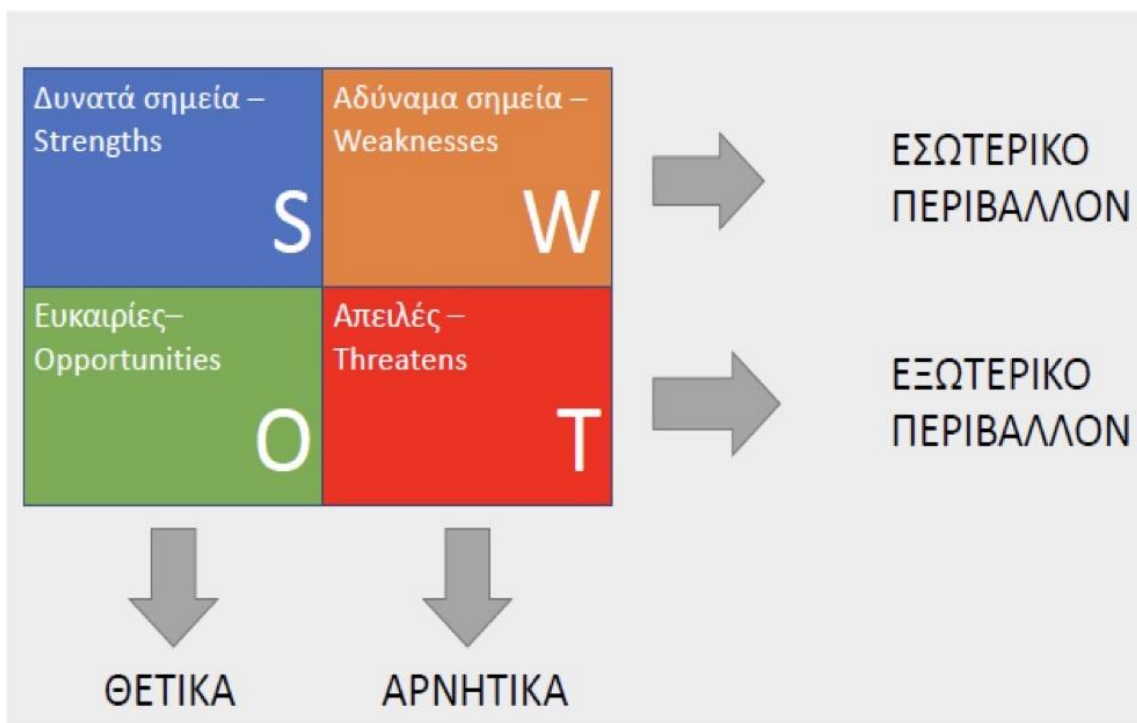 Δυνατά σημεία –
Strengths
S
Αδύναμα σημεία –
Weaknesses
W
ΕΣΩΤΕΡΙΚΟ
ΠΕΡΙΒΑΛΛΟΝ
Ευκαιρίες–
Opportunities
O
Απειλές –
Threatens
T
ΕΞΩΤΕΡΙΚΟ
ΠΕΡΙΒΑΛΛΟΝ
ΘΕΤΙΚΑ
ΑΡΝΗΤΙΚΑ